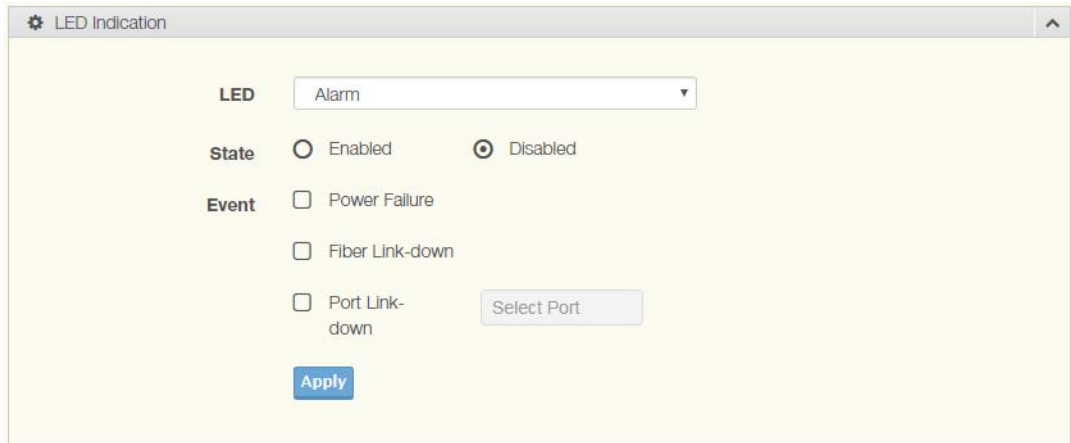 LED Indication
LED Alarm
State Enabled Disabled
Event Power Failure
Fiber Link-down
Port Link- Select Port
down
Apply